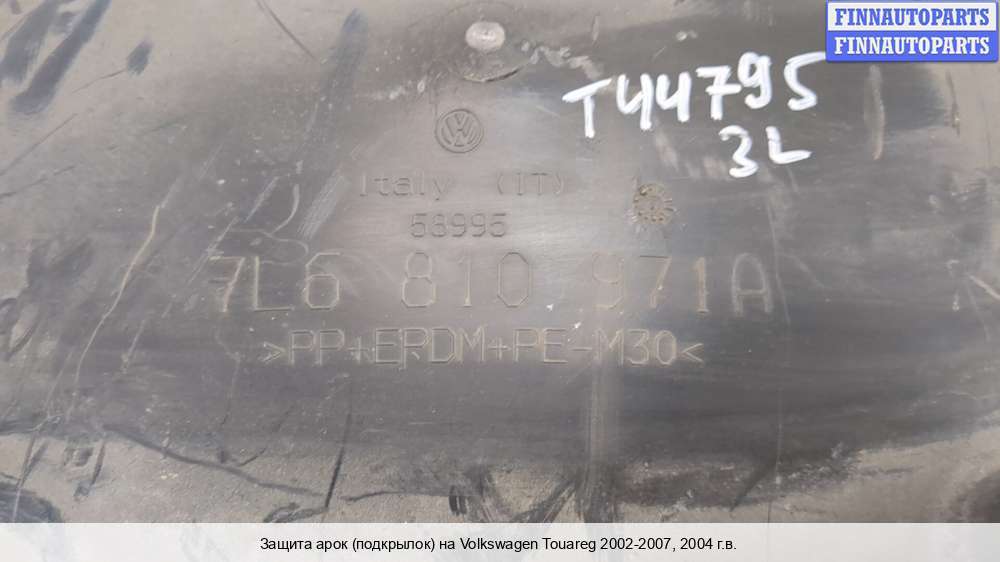 FINNAUTOPARTS
FINNAUTOPARTS
T44795
3L
Italy (IT) 1
58995
7L6 810 971A
>PP+EPDM+PE-M30<
Защита арок (подкрылок) на Volkswagen Touareg 2002-2007, 2004 г.в.